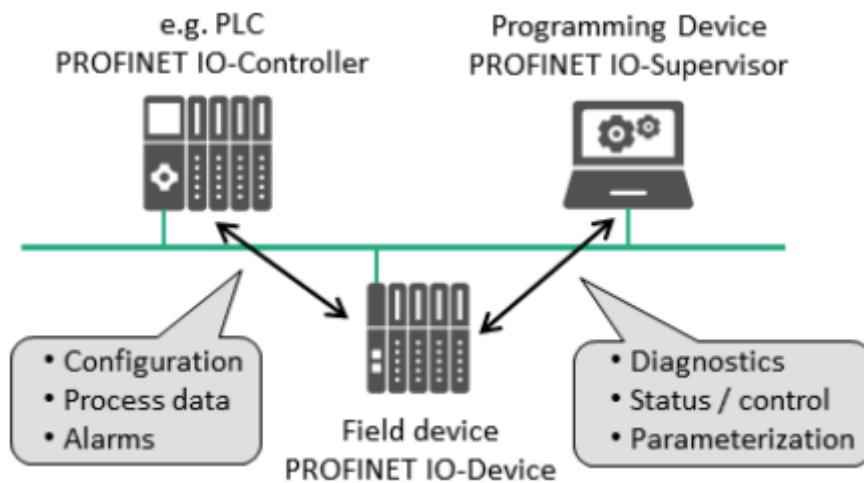 e.g. PLC
PROFINET IO-Controller
Programming Device
PROFINET IO-Supervisor
• Configuration
• Process data
• Alarms
• Diagnostics
• Status / control
• Parameterization
Field device
PROFINET IO-Device